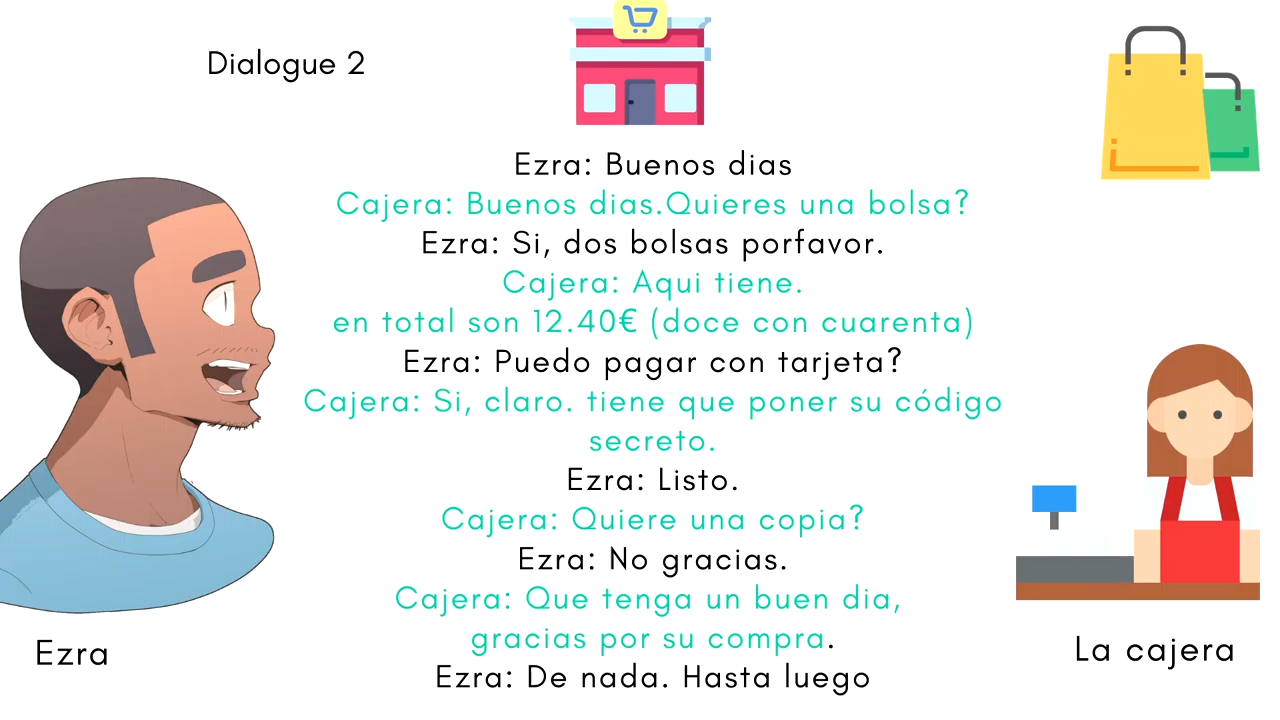 Dialogue 2
Ezra: Buenos dias
Cajera: Buenos dias.Quieres una bolsa?
Ezra: Si, dos bolsas porfavor.
Cajera: Aqui tiene.
en total son 12.40€ (doce con cuarenta)
Ezra: Puedo pagar con tarjeta?
Cajera: Si, claro. tiene que poner su código
secreto.
Ezra: Listo.
Cajera: Quiere una copia?
Ezra: No gracias.
Cajera: Que tenga un buen dia,
gracias por su compra.
Ezra: De nada. Hasta luego
Ezra
La cajera